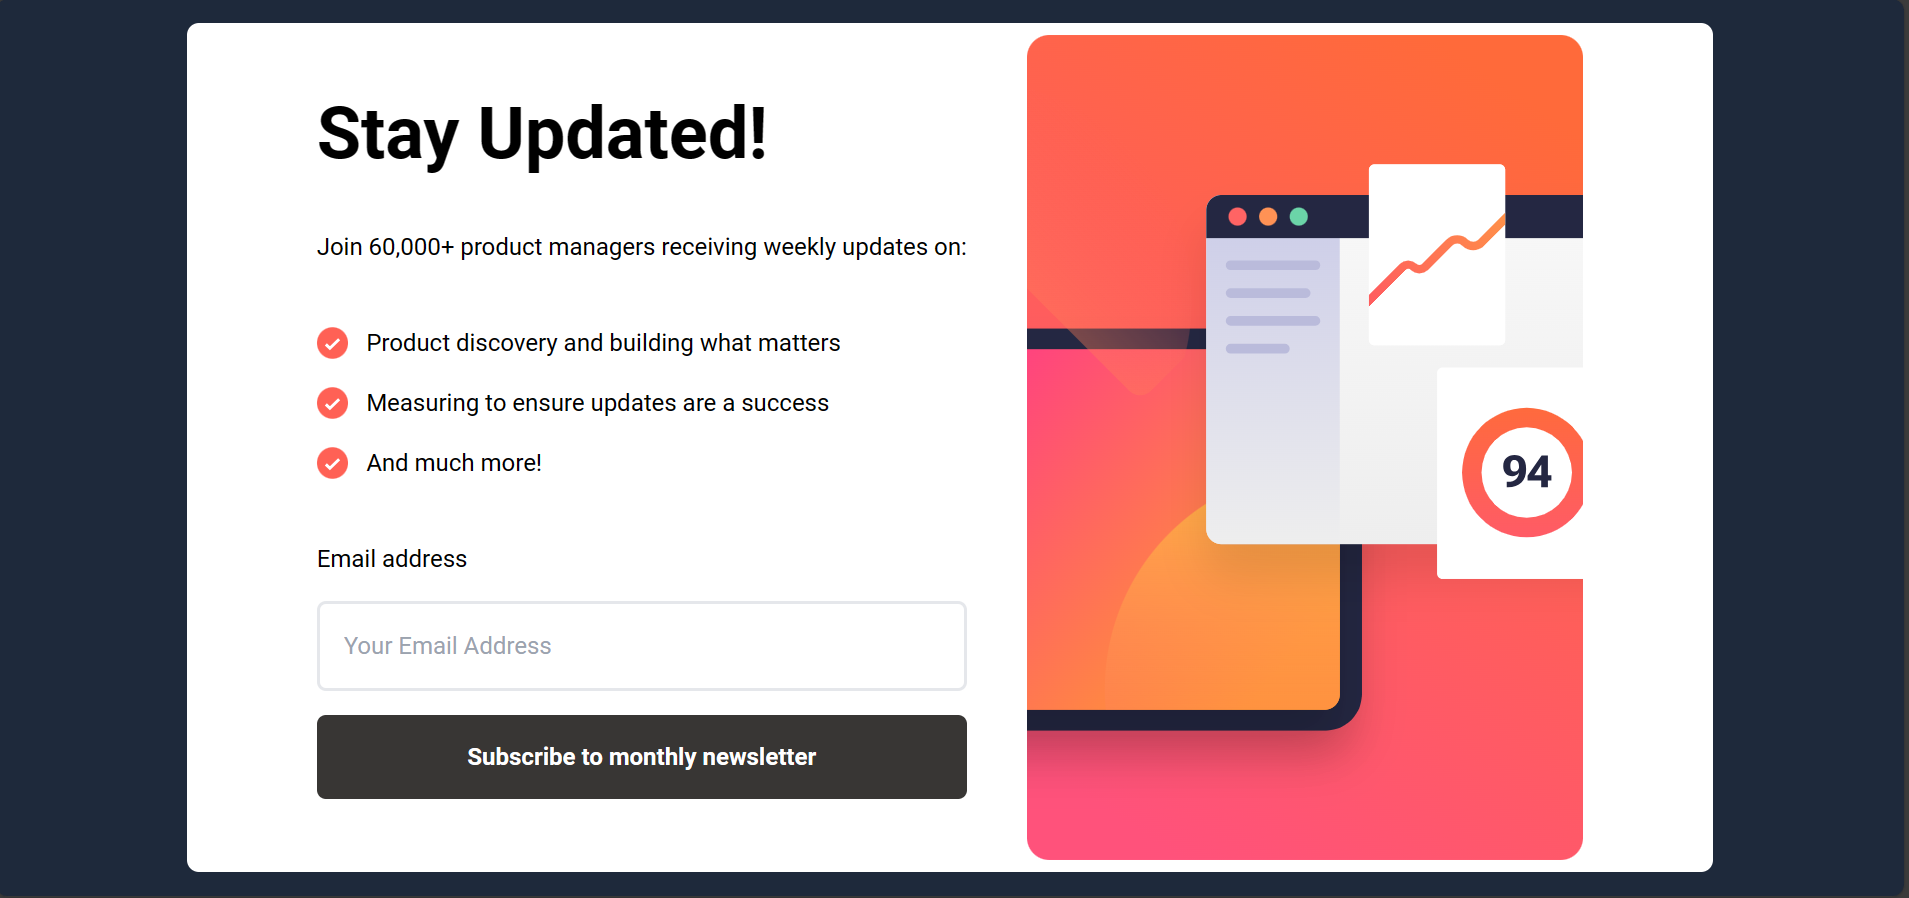 Stay Updated!
Join 60,000+ product managers receiving weekly updates on:
Product discovery and building what matters
Measuring to ensure updates are a success
And much more!
Email address
Your Email Address
Subscribe to monthly newsletter
94